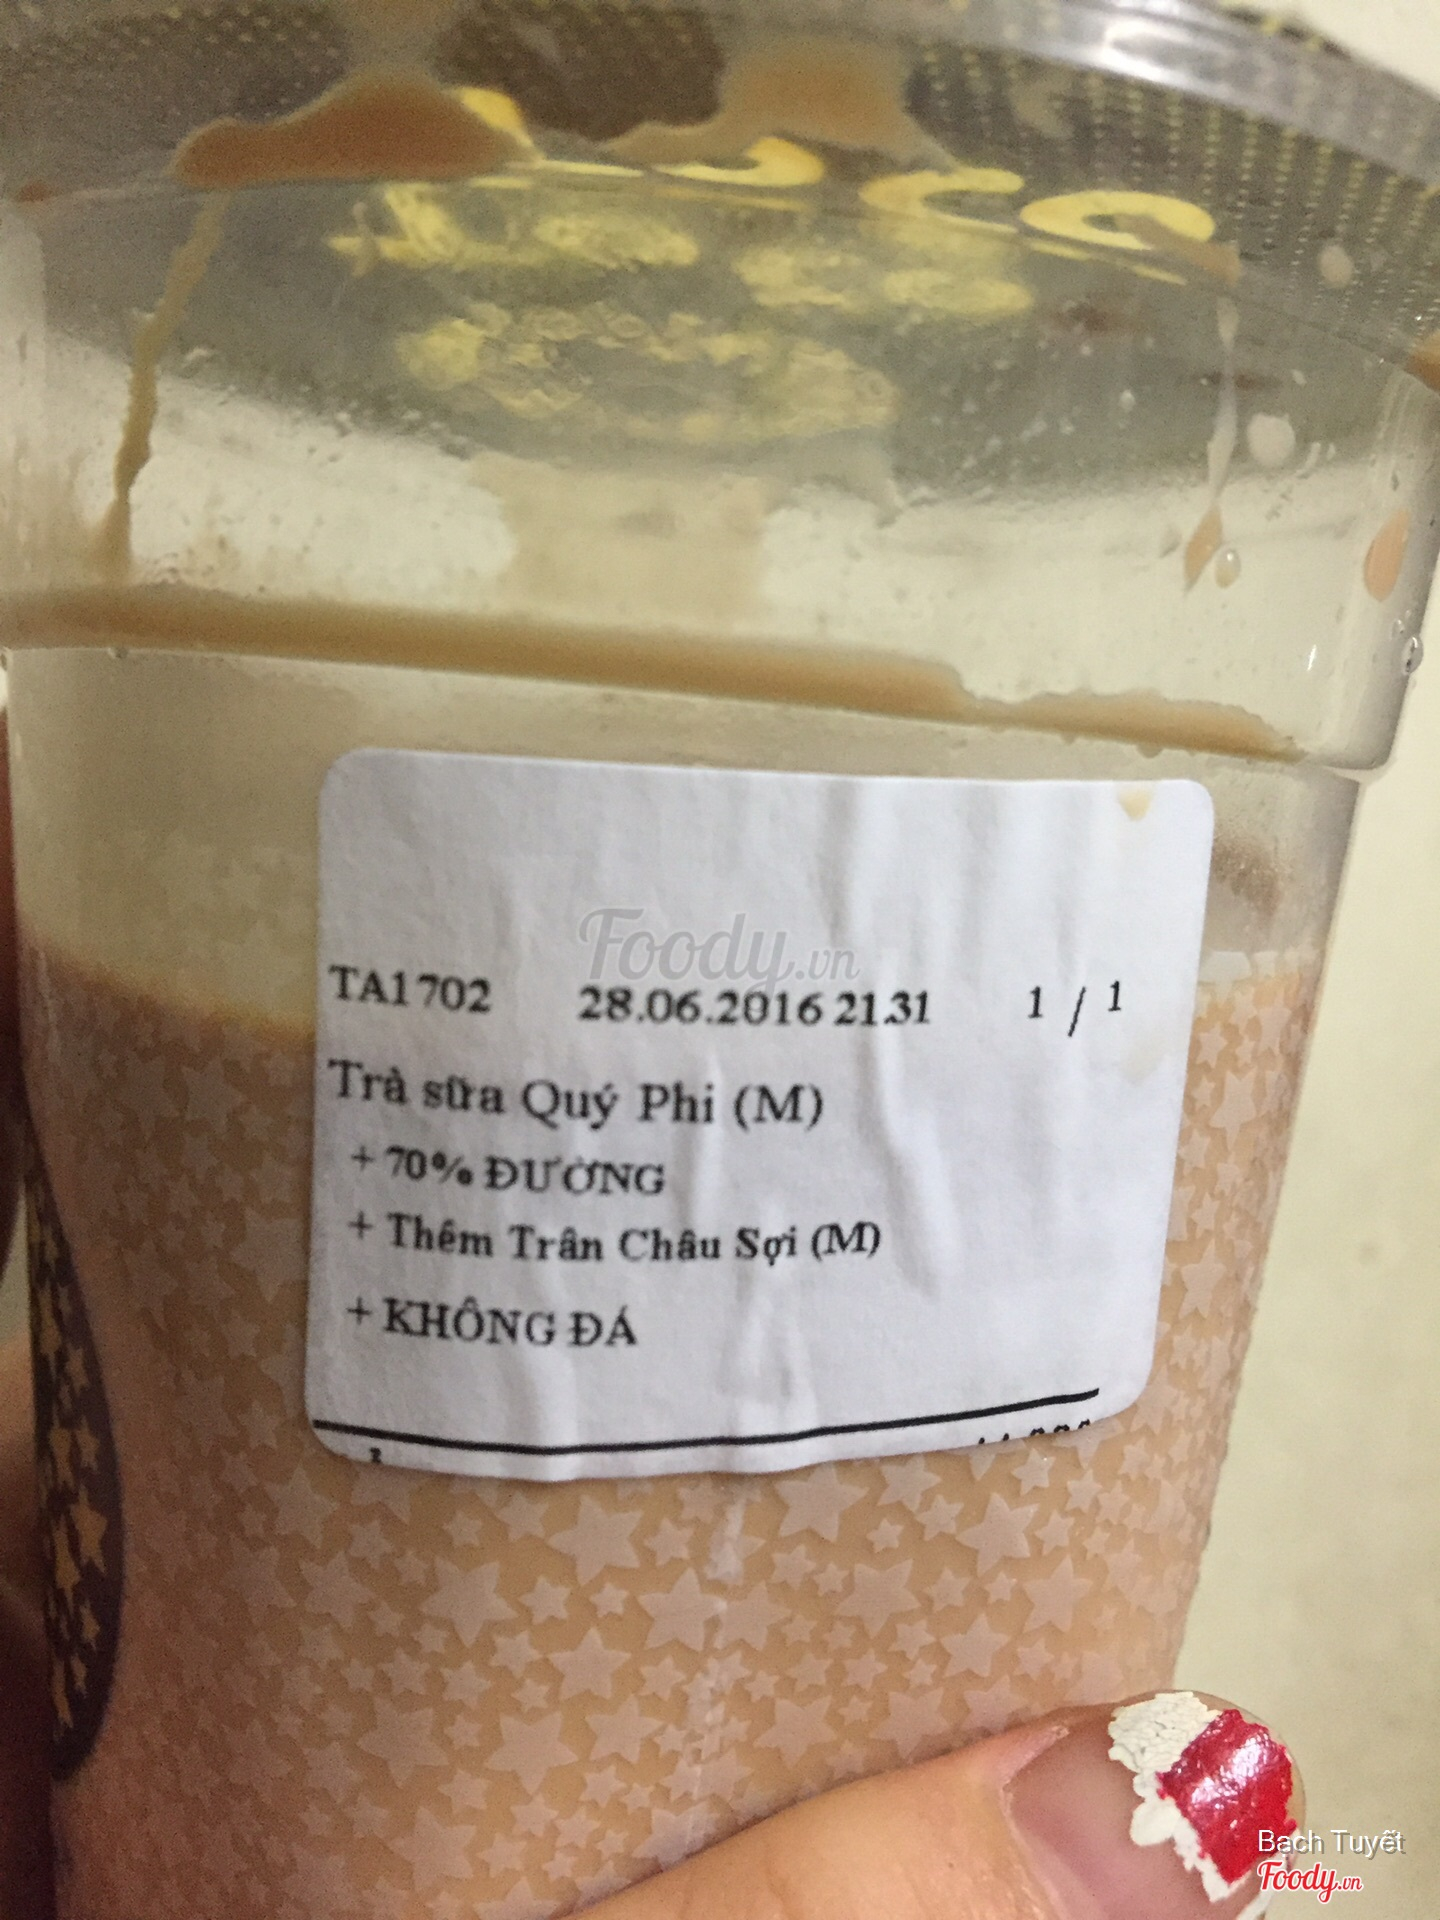 Foody.vn
TA1702 28.06.2016 21:31 1 / 1
Trà sữa Quý Phi (M)
+ 70% ĐƯỜNG
+ Thêm Trân Châu Sợi (M)
+ KHÔNG ĐÁ
Bạch Tuyết
Foody.vn